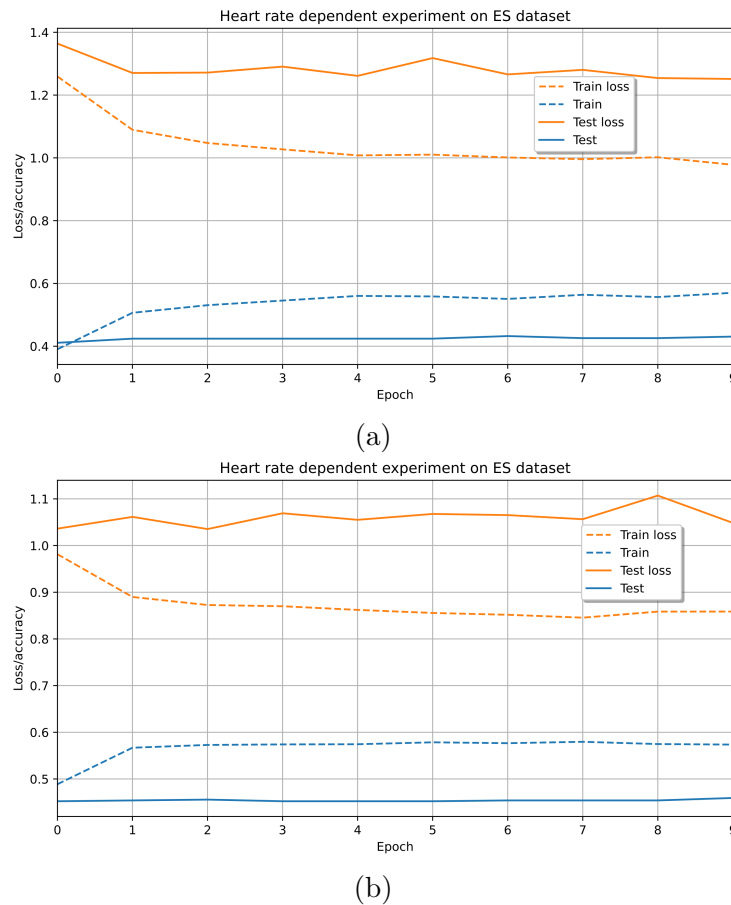 Heart rate dependent experiment on ES dataset
1.4
1.2
1.0
0.8
0.6
0.4
Loss/accuracy
Train loss
Train
Test loss
Test
0 1 2 3 4 5 6 7 8 9
Epoch
(a)
Heart rate dependent experiment on ES dataset
1.1
1.0
0.9
0.8
0.7
0.6
0.5
Loss/accuracy
Train loss
Train
Test loss
Test
0 1 2 3 4 5 6 7 8 9
Epoch
(b)